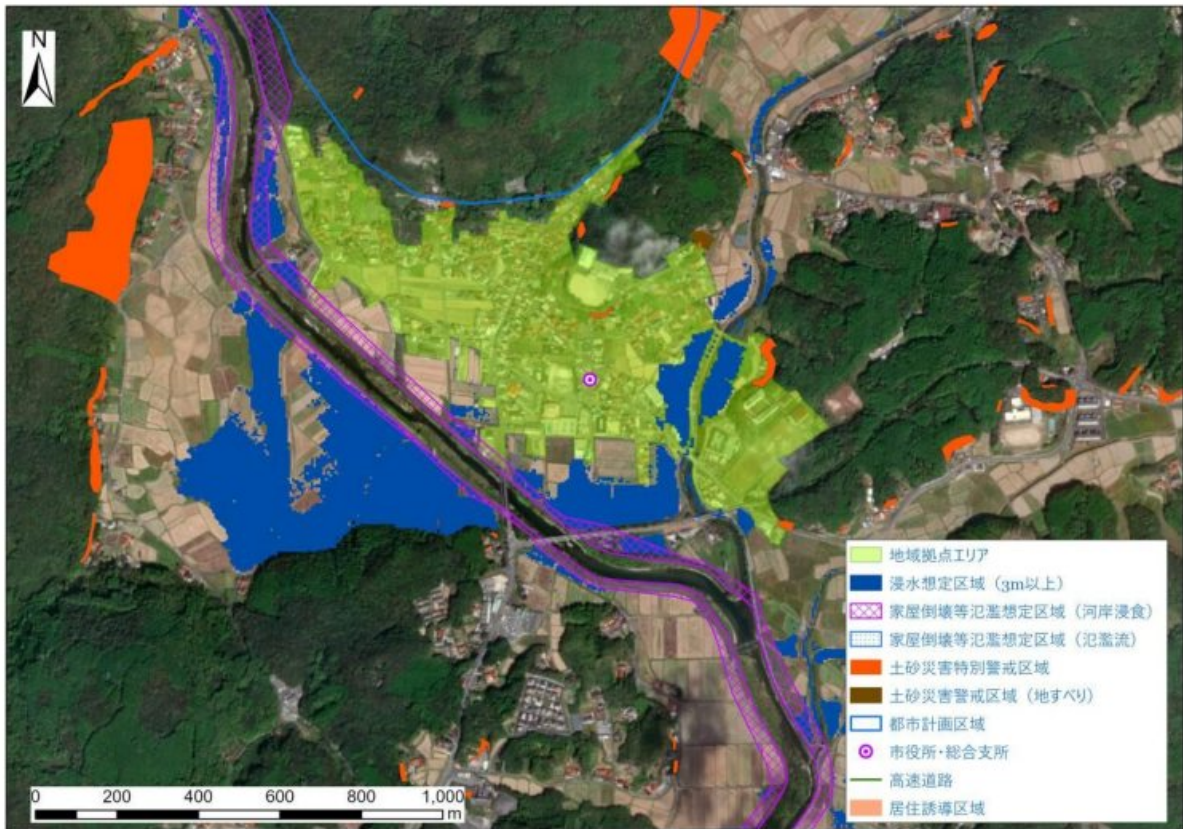 N
地域拠点エリア
浸水想定区域（3m以上）
家屋倒壊等氾濫想定区域（河岸浸食）
家屋倒壊等氾濫想定区域（氾濫流）
土砂災害特別警戒区域
土砂災害警戒区域（地すべり）
都市計画区域
市役所・総合支所
高速道路
居住誘導区域
0 200 400 600 800 1,000
m